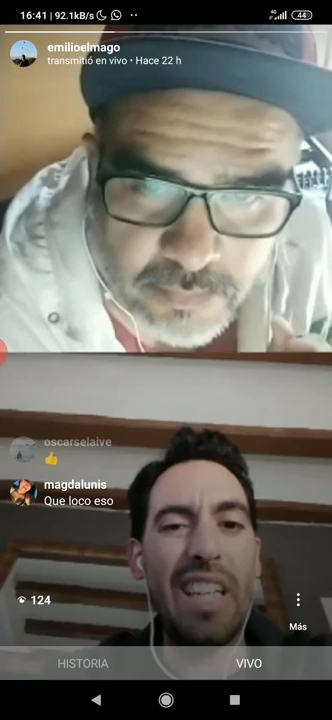 16:41 | 92.1kB/s
4G
44
emilioelmago
transmitió en vivo • Hace 22 h
oscarselaive
👍
magdalunis
Que loco eso
124
Más
HISTORIA
VIVO